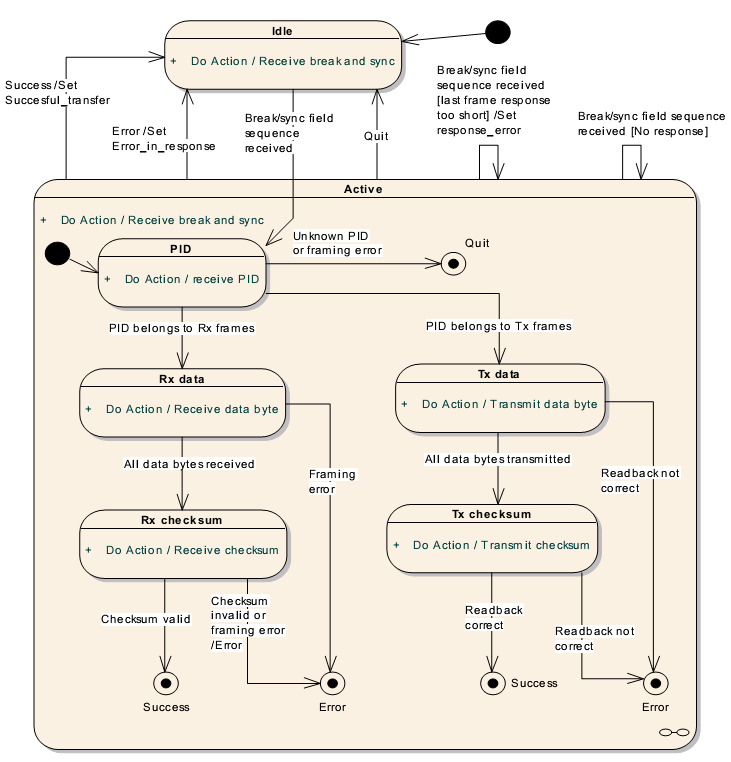 Idle
+ Do Action / Receive break and sync
Success /Set
Succesful_transfer
Error /Set
Error_in_response
Break/sync field
sequence
received
Quit
Break/sync field
sequence received
[last frame response
too short] /Set
response_error
Break/sync field sequence
received [No response]
Active
+ Do Action / Receive break and sync
PID
+ Do Action / receive PID
Unknown PID
or framing error
Quit
PID belongs to Rx frames
PID belongs to Tx frames
Rx data
+ Do Action / Receive data byte
Tx data
+ Do Action / Transmit data byte
All data bytes received
Framing
error
All data bytes transmitted
Readback not
correct
Rx checksum
+ Do Action / Receive checksum
Tx checksum
+ Do Action / Transmit checksum
Checksum valid
Checksum
invalid or
framing error
/Error
Readback
correct
Readback not
correct
Success
Error
Success
Error